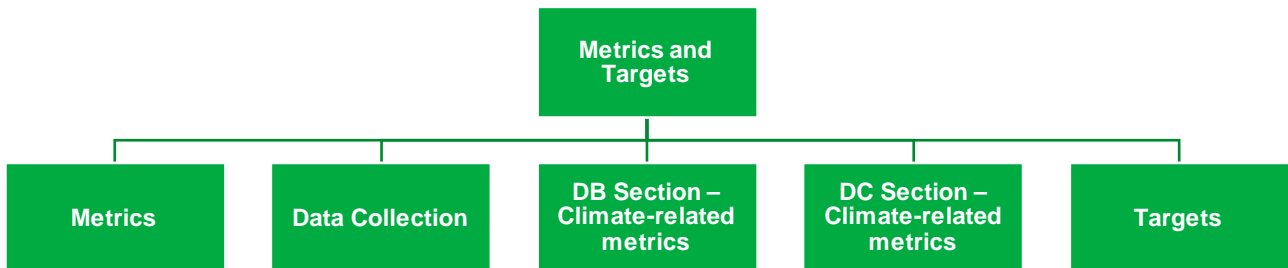 Metrics and
Targets
Metrics
Data Collection
DB Section –
Climate-related
metrics
DC Section –
Climate-related
metrics
Targets